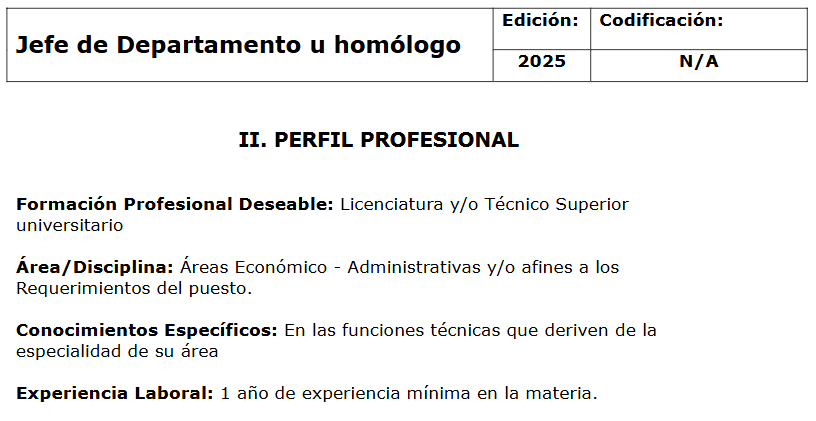 Jefe de Departamento u homólogo
Edición:
Codificación:
2025
N/A
II. PERFIL PROFESIONAL
Formación Profesional Deseable: Licenciatura y/o Técnico Superior
universitario
Área/Disciplina: Áreas Económico - Administrativas y/o afines a los
Requerimientos del puesto.
Conocimientos Específicos: En las funciones técnicas que deriven de la
especialidad de su área
Experiencia Laboral: 1 año de experiencia mínima en la materia.